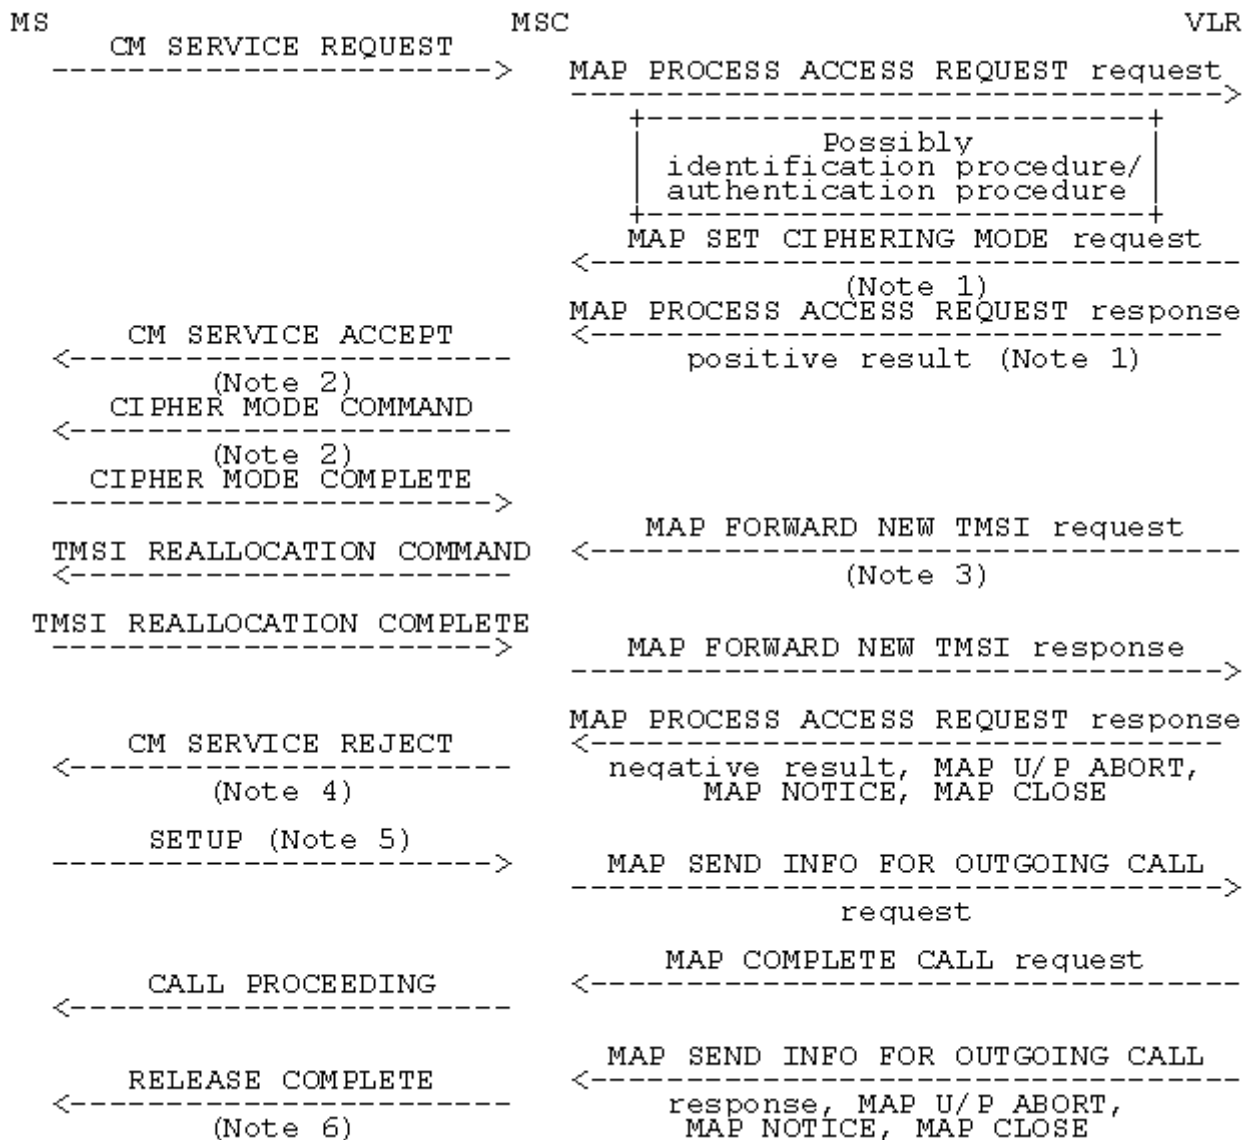 MS MSC VLR
CM SERVICE REQUEST
MAP PROCESS ACCESS REQUEST request
Possibly
identification procedure/
authentication procedure
MAP SET CIPHERING MODE request
(Note 1)
MAP PROCESS ACCESS REQUEST response
CM SERVICE ACCEPT
positive result (Note 1)
(Note 2)
CIPHER MODE COMMAND
(Note 2)
CIPHER MODE COMPLETE
MAP FORWARD NEW TMSI request
TMSI REALLOCATION COMMAND
(Note 3)
TMSI REALLOCATION COMPLETE
MAP FORWARD NEW TMSI response
MAP PROCESS ACCESS REQUEST response
CM SERVICE REJECT
negative result, MAP U/P ABORT,
(Note 4)
MAP NOTICE, MAP CLOSE
SETUP (Note 5)
MAP SEND INFO FOR OUTGOING CALL
request
MAP COMPLETE CALL request
CALL PROCEEDING
MAP SEND INFO FOR OUTGOING CALL
RELEASE COMPLETE
response, MAP U/P ABORT,
(Note 6)
MAP NOTICE, MAP CLOSE